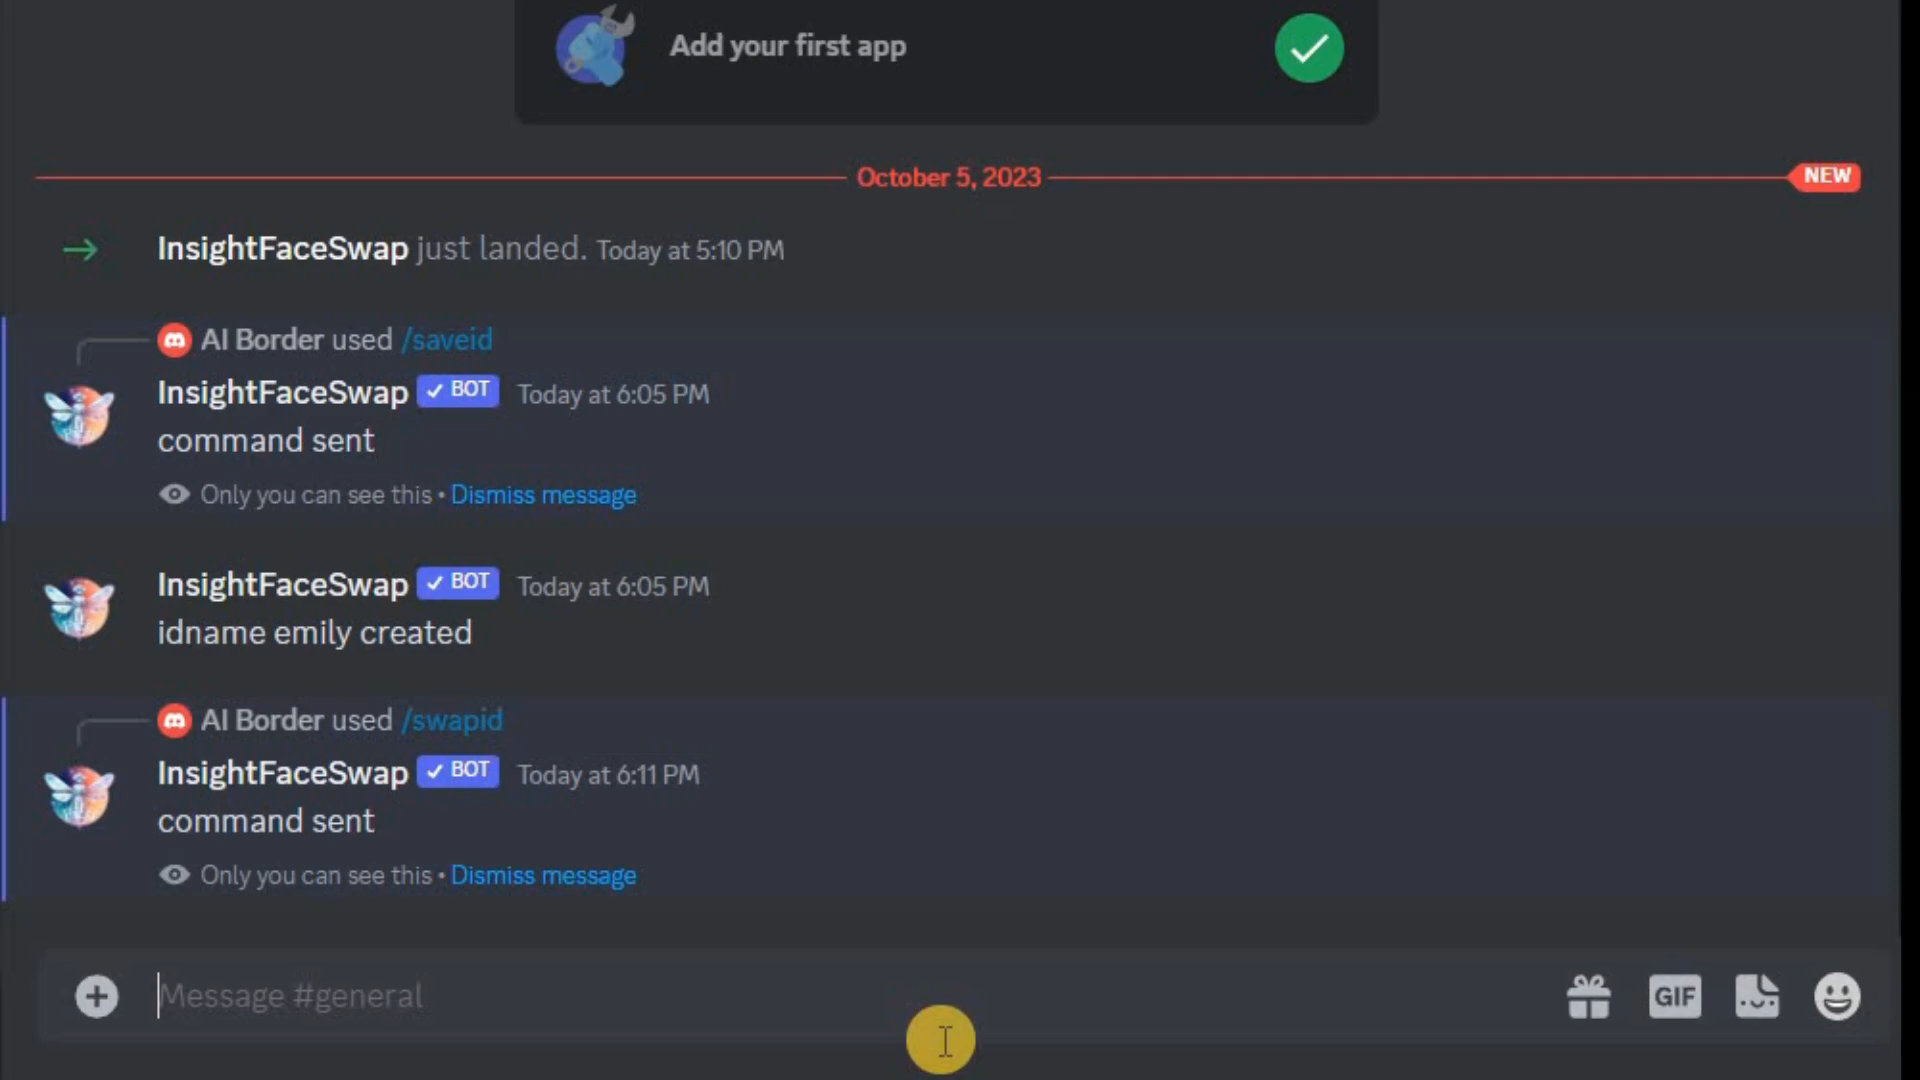 Add your first app
October 5, 2023
NEW
InsightFaceSwap just landed. Today at 5:10 PM
AI Border used /saveid
InsightFaceSwap ✓ BOT Today at 6:05 PM
command sent
Only you can see this • Dismiss message
InsightFaceSwap ✓ BOT Today at 6:05 PM
idname emily created
AI Border used /swapid
InsightFaceSwap ✓ BOT Today at 6:11 PM
command sent
Only you can see this • Dismiss message
Message #general
GIF